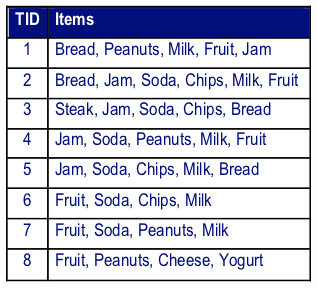 TID Items
1 Bread, Peanuts, Milk, Fruit, Jam
2 Bread, Jam, Soda, Chips, Milk, Fruit
3 Steak, Jam, Soda, Chips, Bread
4 Jam, Soda, Peanuts, Milk, Fruit
5 Jam, Soda, Chips, Milk, Bread
6 Fruit, Soda, Chips, Milk
7 Fruit, Soda, Peanuts, Milk
8 Fruit, Peanuts, Cheese, Yogurt